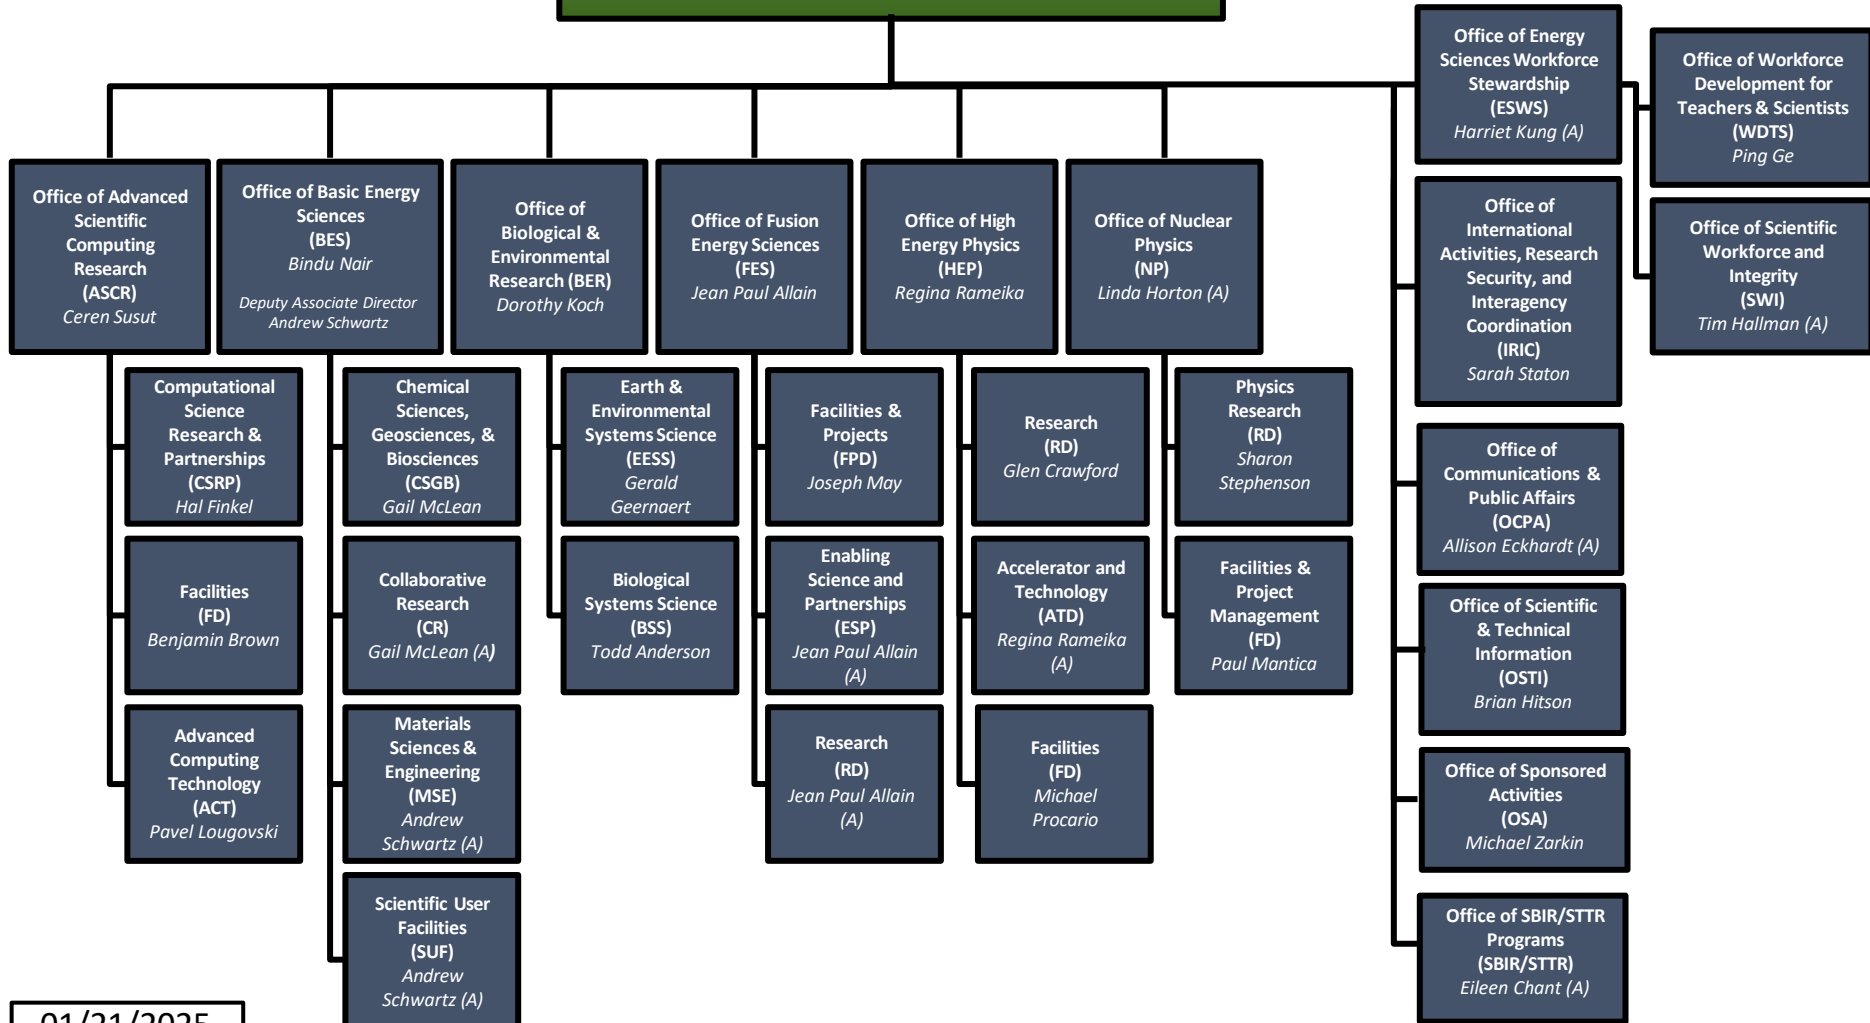 Office of Energy
Sciences Workforce
Stewardship
(ESWS)
Harriet Kung (A)
Office of Workforce
Development for
Teachers & Scientists
(WDTS)
Ping Ge
Office of Advanced
Scientific
Computing
Research
(ASCR)
Ceren Susut
Office of Basic Energy
Sciences
(BES)
Bindu Nair
Deputy Associate Director
Andrew Schwartz
Office of
Biological &
Environmental
Research (BER)
Dorothy Koch
Office of Fusion
Energy Sciences
(FES)
Jean Paul Allain
Office of High
Energy Physics
(HEP)
Regina Rameika
Office of Nuclear
Physics
(NP)
Linda Horton (A)
Office of
International
Activities, Research
Security, and
Interagency
Coordination
(IRIC)
Sarah Staton
Office of Scientific
Workforce and
Integrity
(SWI)
Tim Hallman (A)
Computational
Science
Research &
Partnerships
(CSRP)
Hal Finkel
Chemical
Sciences,
Geosciences, &
Biosciences
(CSGB)
Gail McLean
Earth &
Environmental
Systems Science
(EESS)
Gerald
Geernaert
Facilities &
Projects
(FPD)
Joseph May
Research
(RD)
Glen Crawford
Physics
Research
(RD)
Sharon
Stephenson
Office of
Communications &
Public Affairs
(OCPA)
Allison Eckhardt (A)
Facilities
(FD)
Benjamin Brown
Collaborative
Research
(CR)
Gail McLean (A)
Biological
Systems Science
(BSS)
Todd Anderson
Enabling
Science and
Partnerships
(ESP)
Jean Paul Allain
(A)
Accelerator and
Technology
(ATD)
Regina Rameika
(A)
Facilities &
Project
Management
(FD)
Paul Mantica
Office of Scientific
& Technical
Information
(OSTI)
Brian Hitson
Advanced
Computing
Technology
(ACT)
Pavel Lougovski
Materials
Sciences &
Engineering
(MSE)
Andrew
Schwartz (A)
Research
(RD)
Jean Paul Allain
(A)
Facilities
(FD)
Michael
Procario
Office of Sponsored
Activities
(OSA)
Michael Zarkin
Scientific User
Facilities
(SUF)
Andrew
Schwartz (A)
Office of SBIR/STTR
Programs
(SBIR/STTR)
Eileen Chant (A)
01/21/2025